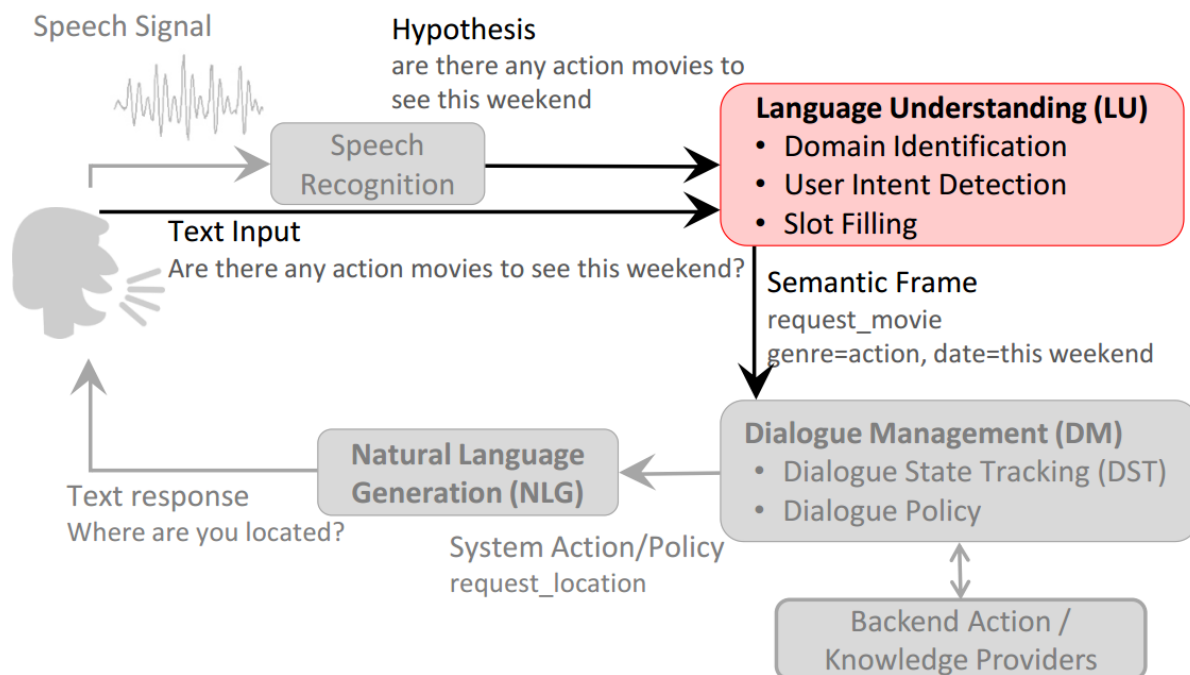 Speech Signal
Hypothesis
are there any action movies to
see this weekend
Speech
Recognition
Language Understanding (LU)
• Domain Identification
• User Intent Detection
• Slot Filling
Text Input
Are there any action movies to see this weekend?
Semantic Frame
request_movie
genre=action, date=this weekend
Dialogue Management (DM)
• Dialogue State Tracking (DST)
• Dialogue Policy
Natural Language
Generation (NLG)
Text response
Where are you located?
System Action/Policy
request_location
Backend Action /
Knowledge Providers